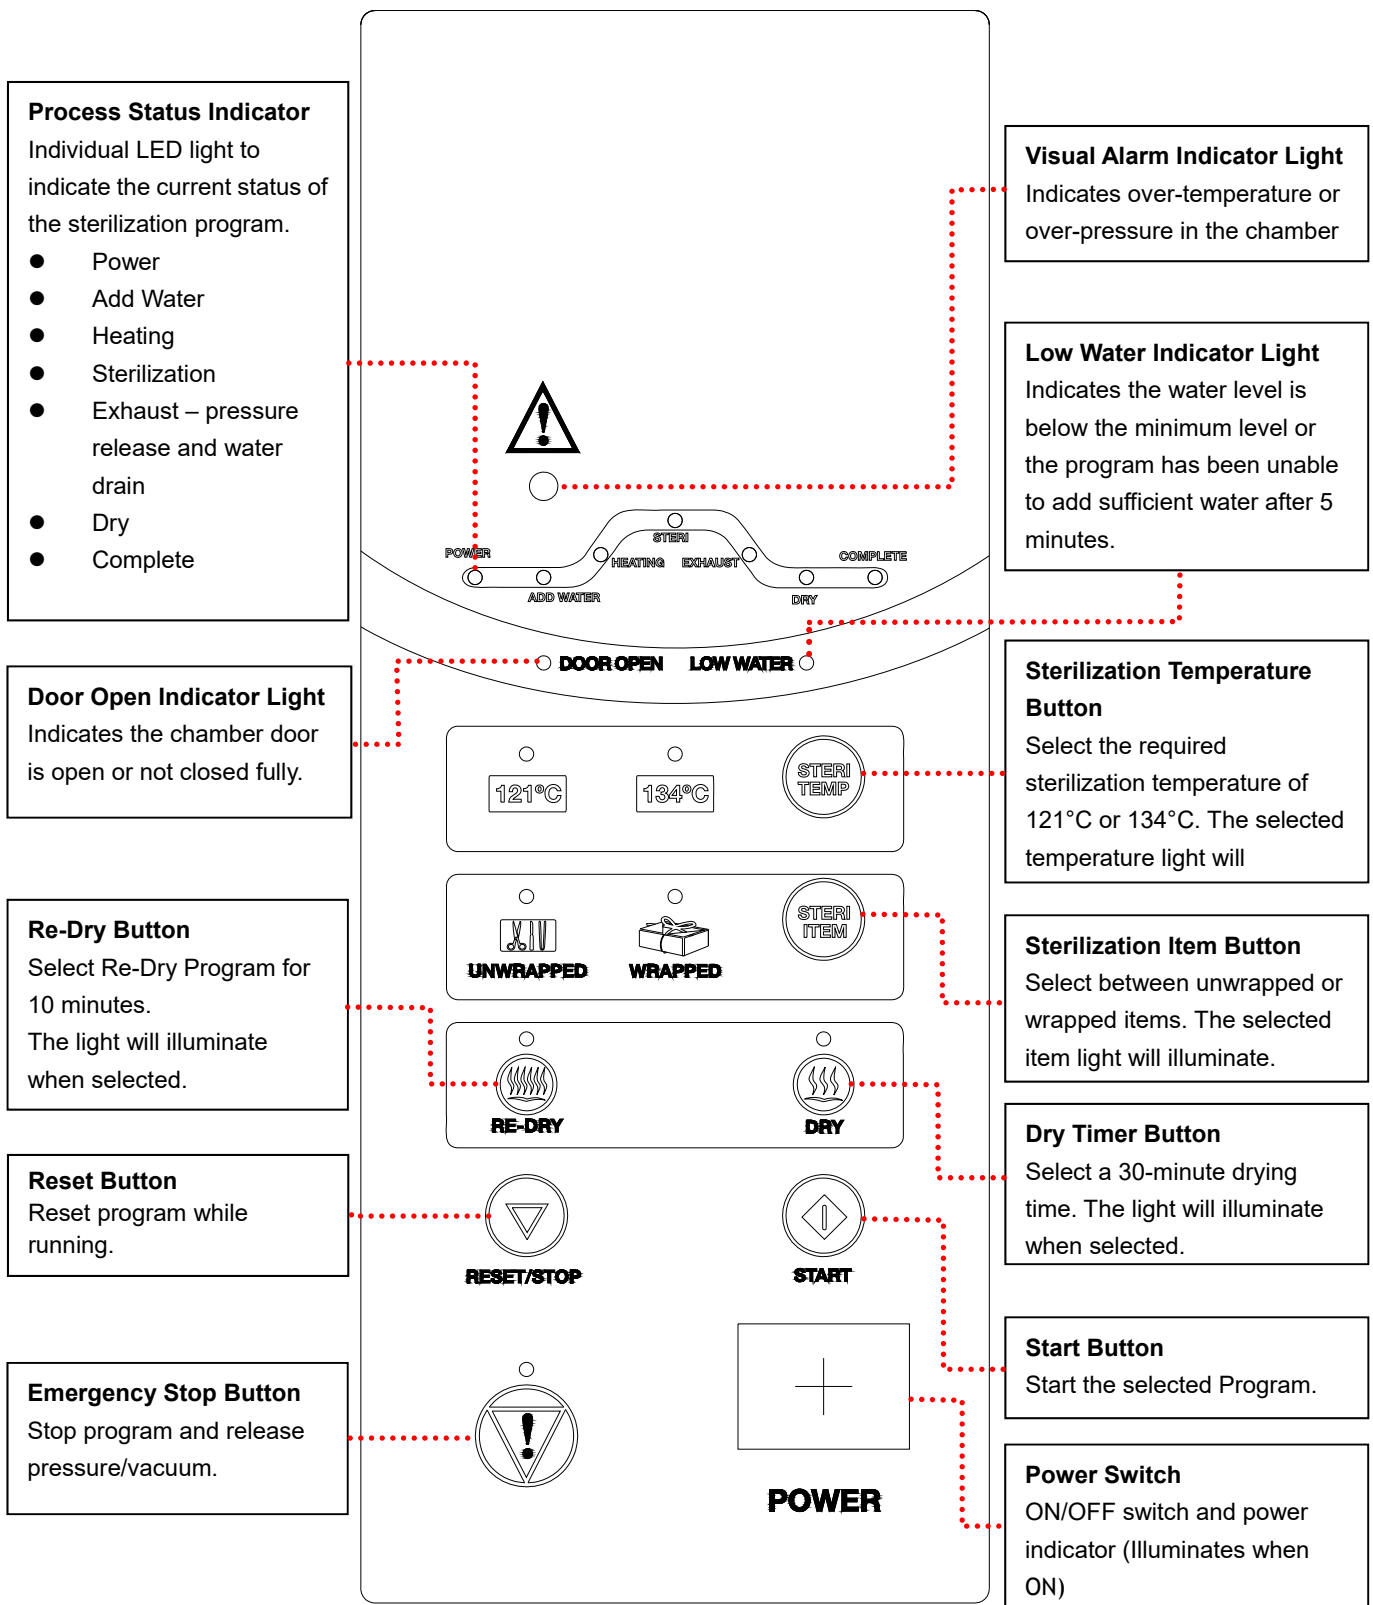 Process Status Indicator
Individual LED light to
indicate the current status of
the sterilization program.
● Power
● Add Water
● Heating
● Sterilization
● Exhaust – pressure
release and water
drain
● Dry
● Complete
Door Open Indicator Light
Indicates the chamber door
is open or not closed fully.
Re-Dry Button
Select Re-Dry Program for
10 minutes.
The light will illuminate
when selected.
Reset Button
Reset program while
running.
Emergency Stop Button
Stop program and release
pressure/vacuum.
POWER
ADD WATER
HEATING
STERI
EXHAUST
DRY
COMPLETE
DOOR OPEN
LOW WATER
121°C
134°C
STERI
TEMP
UNWRAPPED
WRAPPED
STERI
ITEM
RE-DRY
DRY
RESET/STOP
START
POWER
Visual Alarm Indicator Light
Indicates over-temperature or
over-pressure in the chamber
Low Water Indicator Light
Indicates the water level is
below the minimum level or
the program has been unable
to add sufficient water after 5
minutes.
Sterilization Temperature
Button
Select the required
sterilization temperature of
121°C or 134°C. The selected
temperature light will
Sterilization Item Button
Select between unwrapped or
wrapped items. The selected
item light will illuminate.
Dry Timer Button
Select a 30-minute drying
time. The light will illuminate
when selected.
Start Button
Start the selected Program.
Power Switch
ON/OFF switch and power
indicator (Illuminates when
ON)